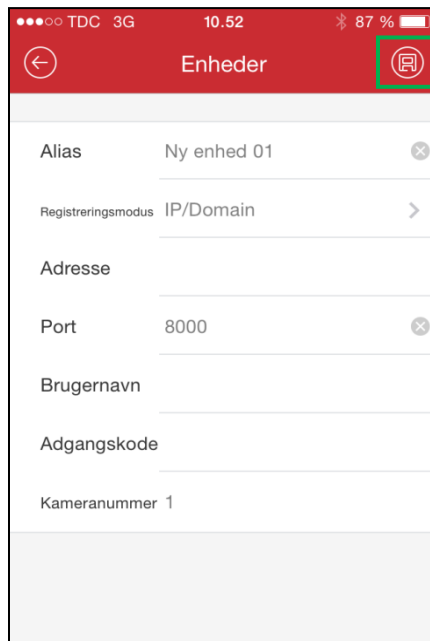 TDC 3G 10.52 87 %
Enheder
Alias Ny enhed 01
Registreringsmodus IP/Domain
Adresse
Port 8000
Brugernavn
Adgangskode
Kameranummer 1